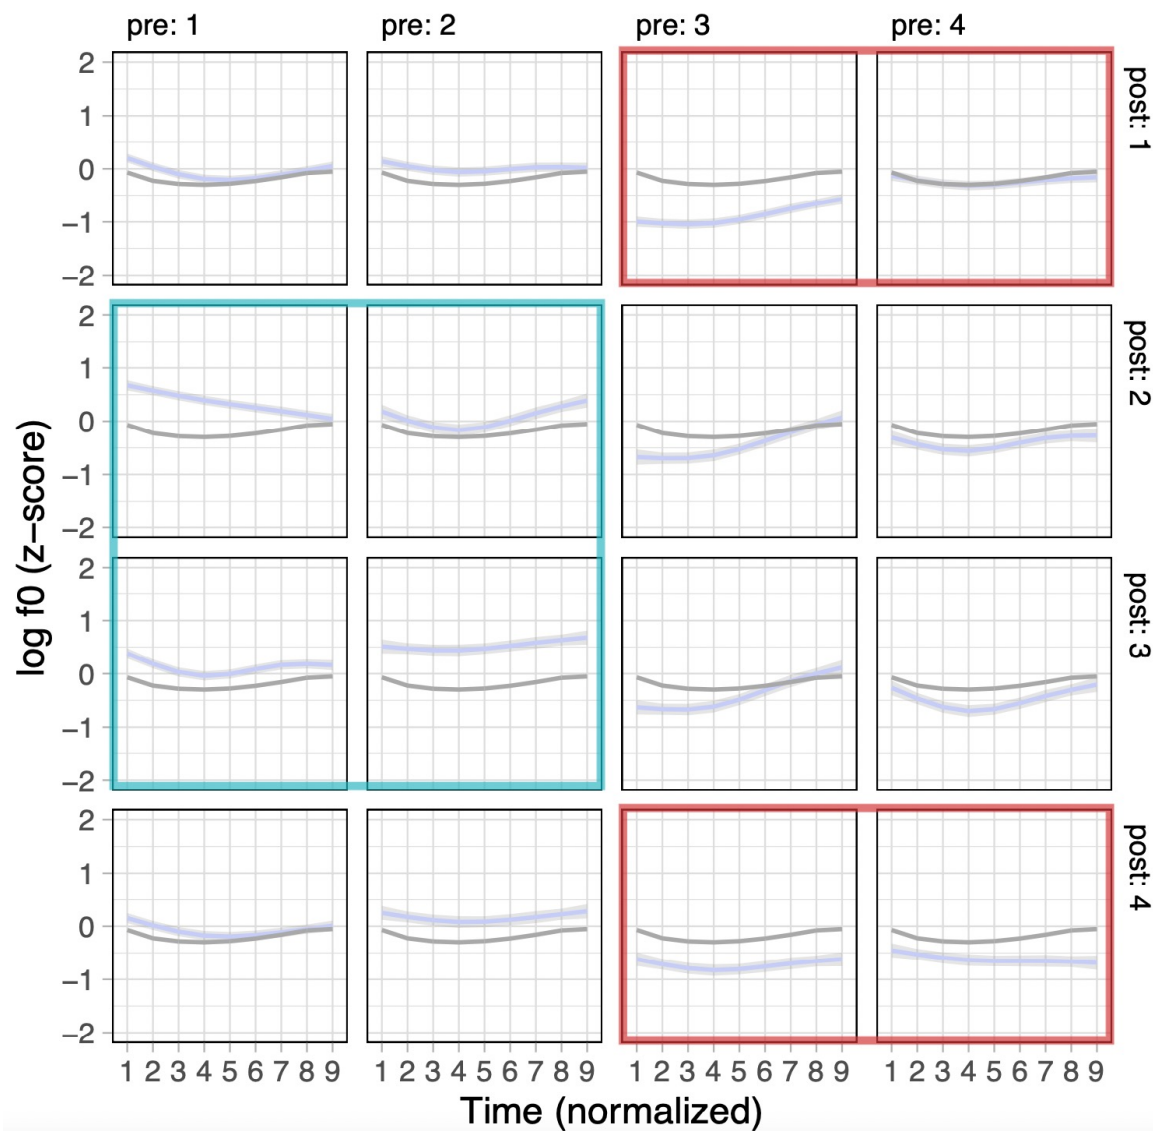 pre: 1 pre: 2 pre: 3 pre: 4
2
1
0
−1
−2
post: 1
2
1
0
−1
−2
post: 2
2
1
0
−1
−2
post: 3
2
1
0
−1
−2
post: 4
log f0 (z−score)
1 2 3 4 5 6 7 8 9 1 2 3 4 5 6 7 8 9 1 2 3 4 5 6 7 8 9 1 2 3 4 5 6 7 8 9
Time (normalized)